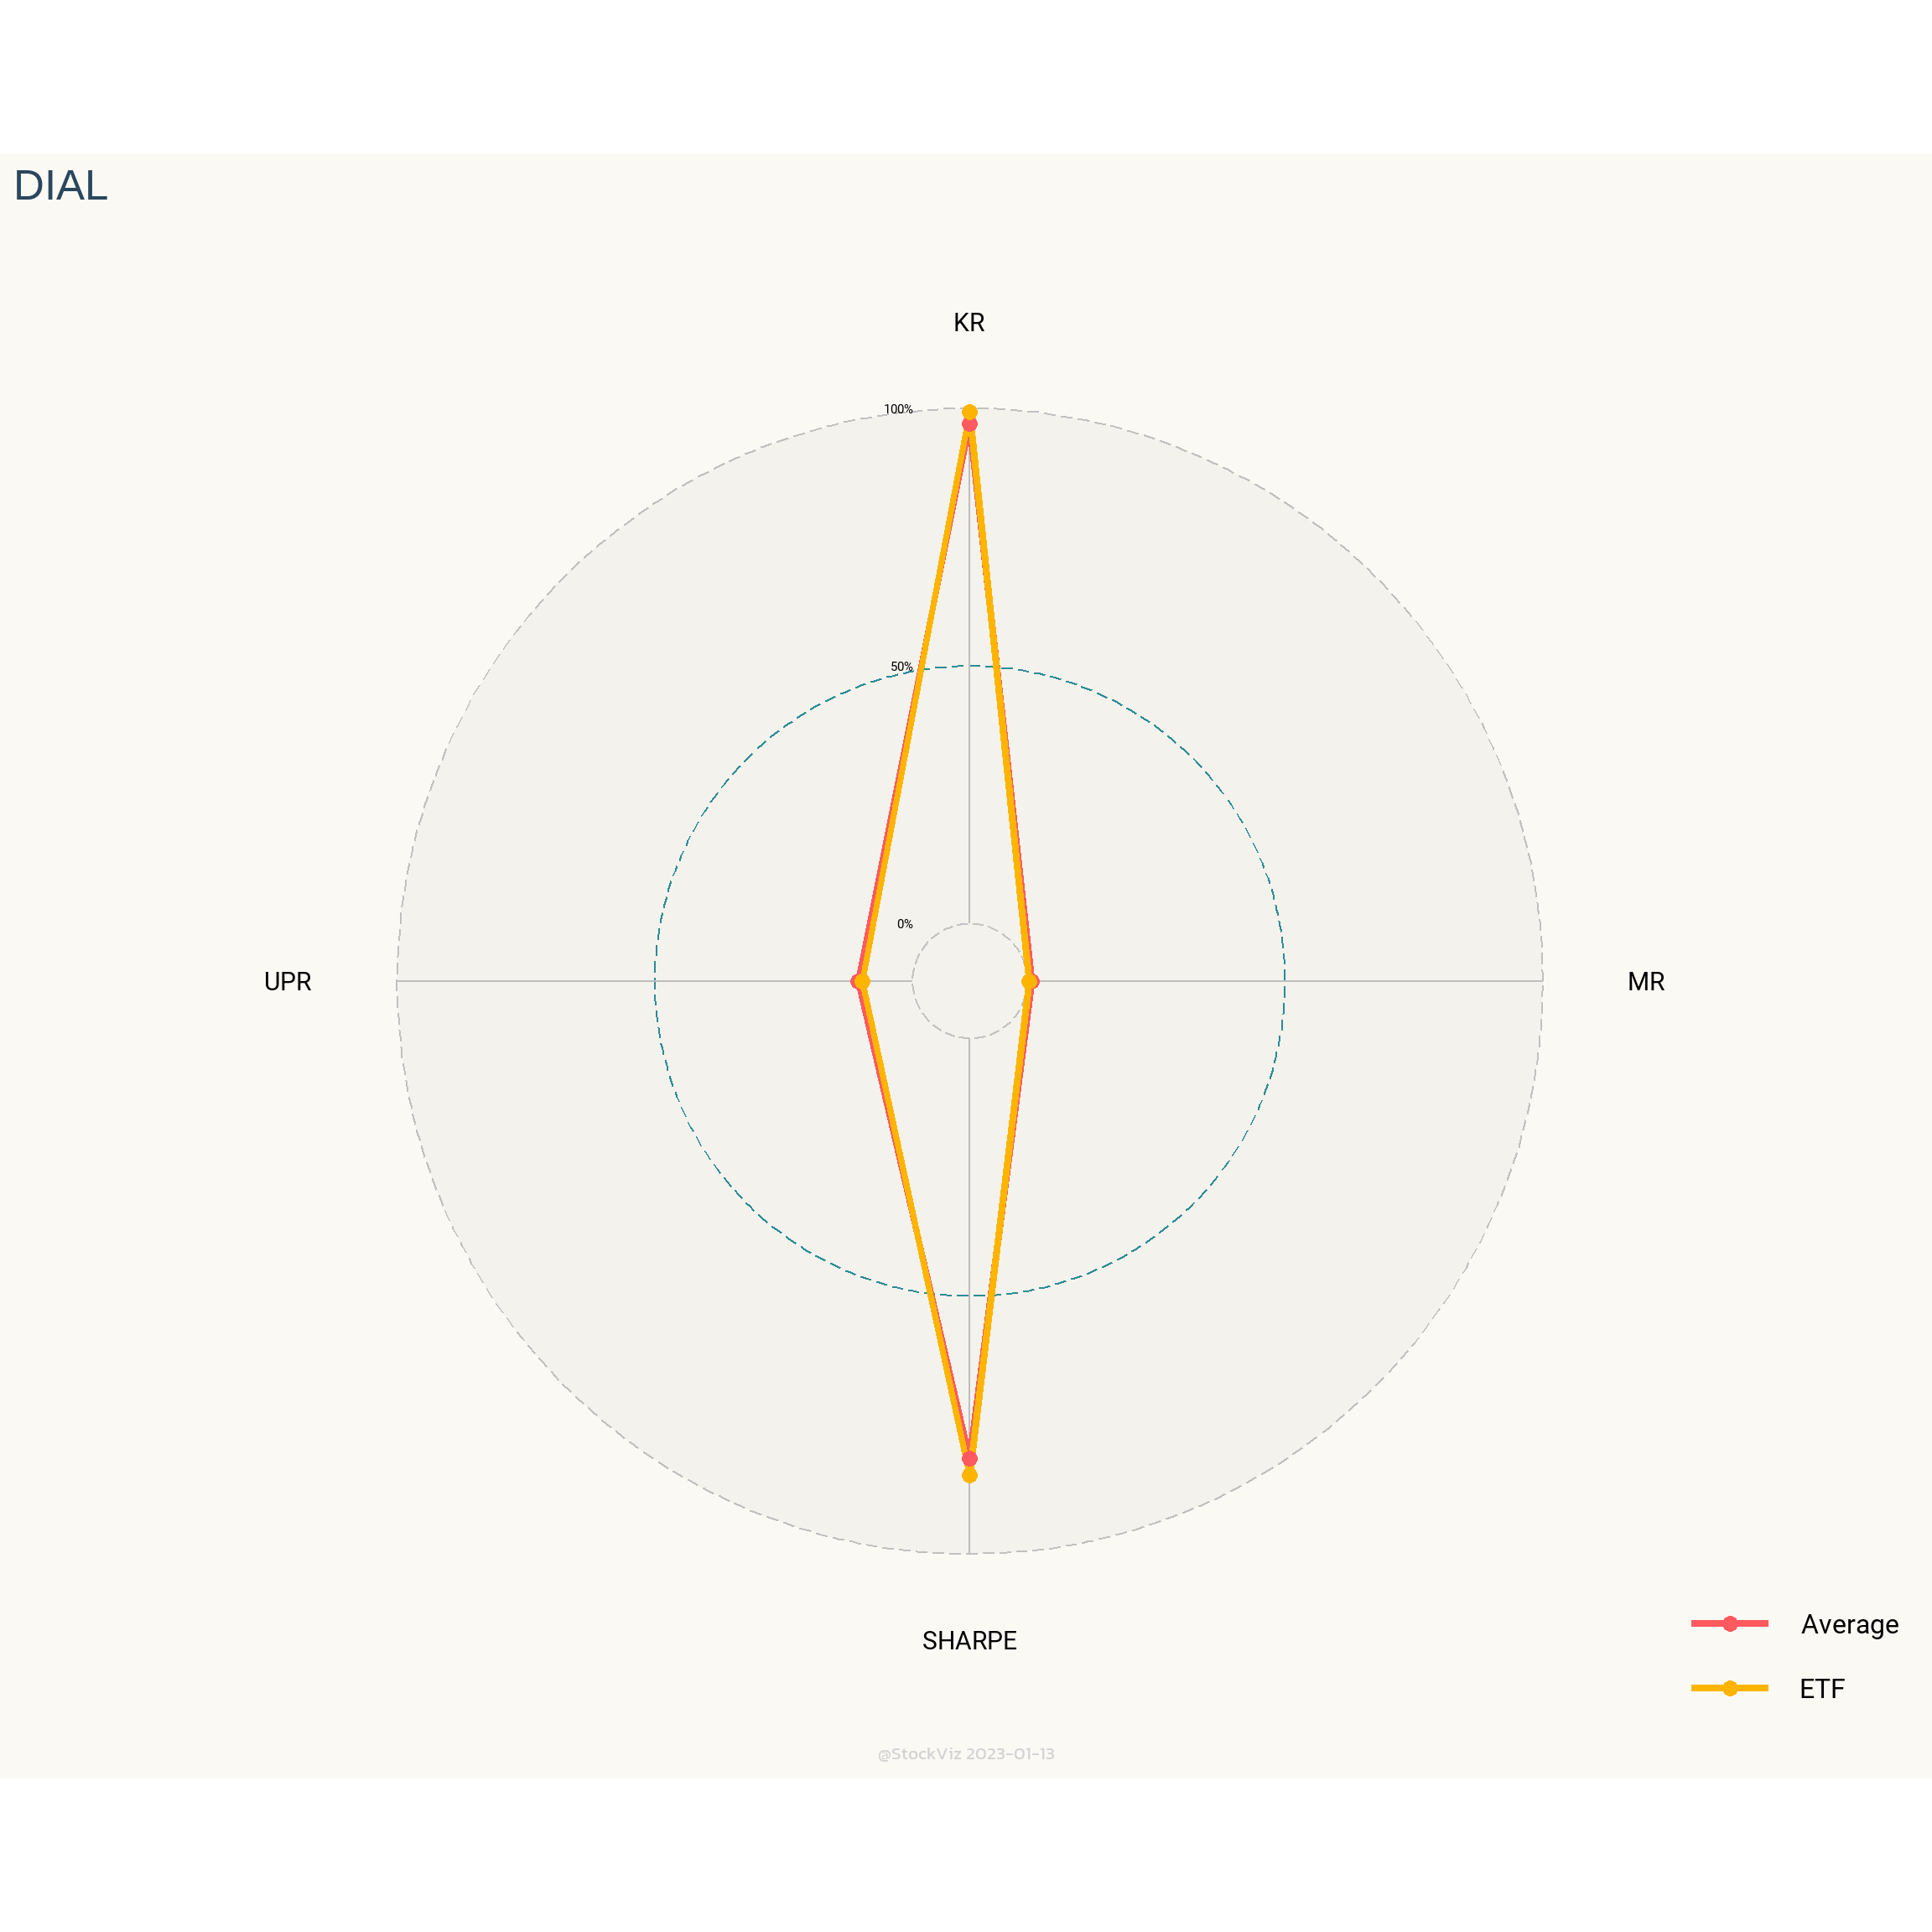 DIAL
KR
100%
50%
0%
UPR
MR
SHARPE
Average
ETF
@StockViz 2023-01-13